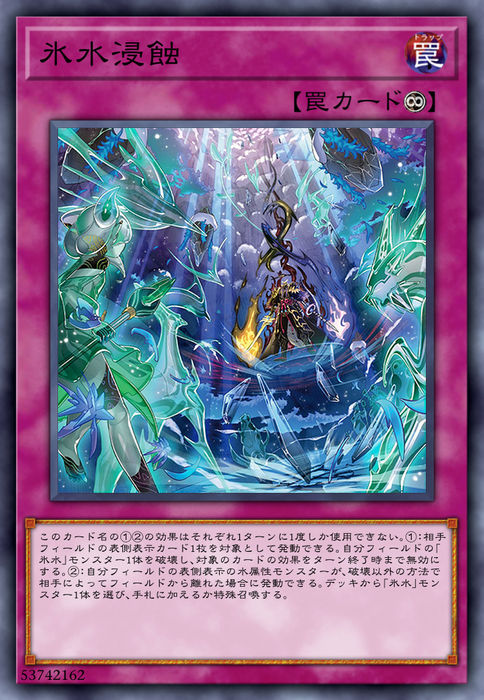 氷水浸蝕
トラップ
罠
【罠カード】
このカード名の①②の効果はそれぞれ1ターンに1度しか使用できない。①:相手
フィールドの表側表示カード1枚を対象として発動できる。自分フィールドの「
氷水」モンスター1体を破壊し、対象のカードの効果をターン終了時まで無効に
する。②:自分フィールドの表側表示の水属性モンスターが、破壊以外の方法で
相手によってフィールドから離れた場合に発動できる。デッキから「氷水」モン
スター1体を選び、手札に加えるか特殊召喚する。
53742162